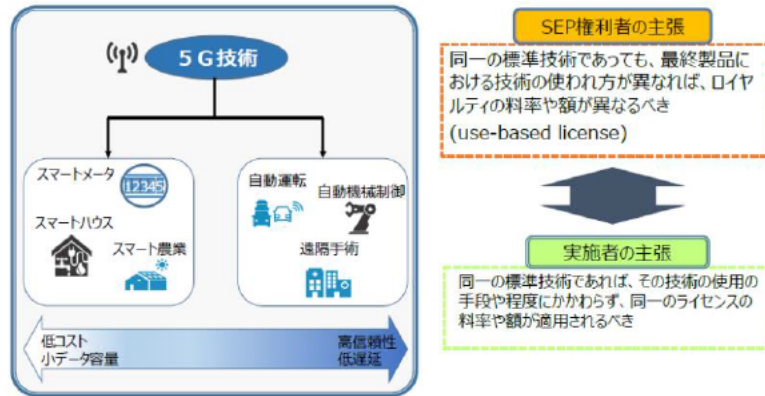 5G技術
スマートメータ
12345
スマートハウス
スマート農業
自動運転
自動機械制御
遠隔手術
低コスト
小データ容量
高信頼性
低遅延
SEP権利者の主張
同一の標準技術であっても、最終製品に
おける技術の使われ方が異なれば、ロイヤ
ルティの料率や額が異なるべき
(use-based license)
実施者の主張
同一の標準技術であれば、その技術の使用の
手段や程度にかかわらず、同一のライセンスの
料率や額が適用されるべき